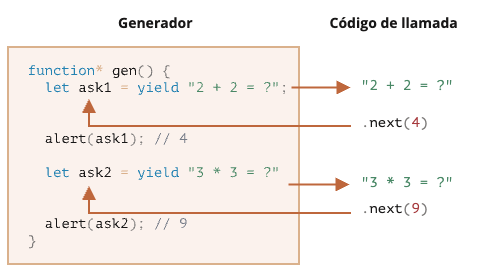 Generador
Código de llamada
function* gen() {
let ask1 = yield "2 + 2 = ?";
"2 + 2 = ?"
.next(4)
alert(ask1); // 4
let ask2 = yield "3 * 3 = ?"
"3 * 3 = ?"
.next(9)
alert(ask2); // 9
}